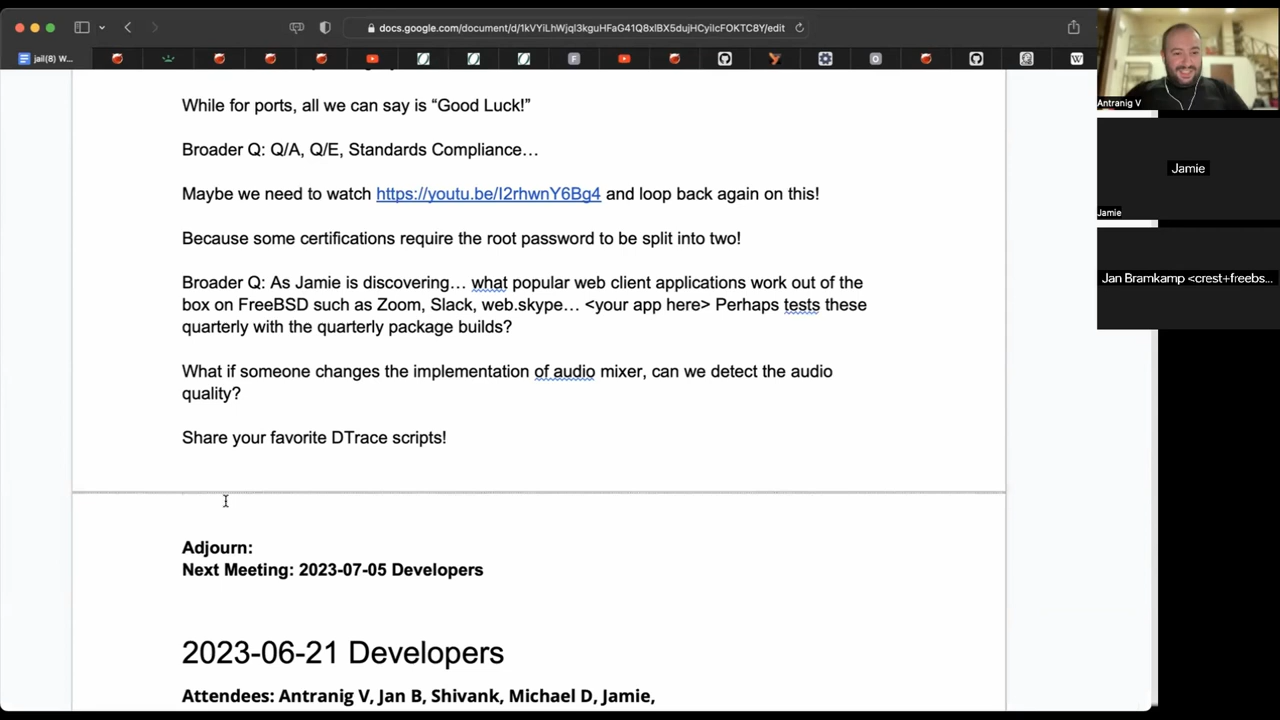 docs.google.com/document/d/1kVYiLhWjqI3kguHFaG41Q8xlBX5dujHCyiIcFOKTC8Y/edit
jail(8) W...
While for ports, all we can say is “Good Luck!”
Broader Q: Q/A, Q/E, Standards Compliance…
Maybe we need to watch https://youtu.be/I2rhwnY6Bg4 and loop back again on this!
Because some certifications require the root password to be split into two!
Broader Q: As Jamie is discovering… what popular web client applications work out of the
box on FreeBSD such as Zoom, Slack, web.skype… <your app here> Perhaps tests these
quarterly with the quarterly package builds?
What if someone changes the implementation of audio mixer, can we detect the audio
quality?
Share your favorite DTrace scripts!
Adjourn:
Next Meeting: 2023-07-05 Developers
2023-06-21 Developers
Attendees: Antranig V, Jan B, Shivank, Michael D, Jamie,
Antranig V
Jamie
Jamie
Jan Bramkamp <crest+freebs...